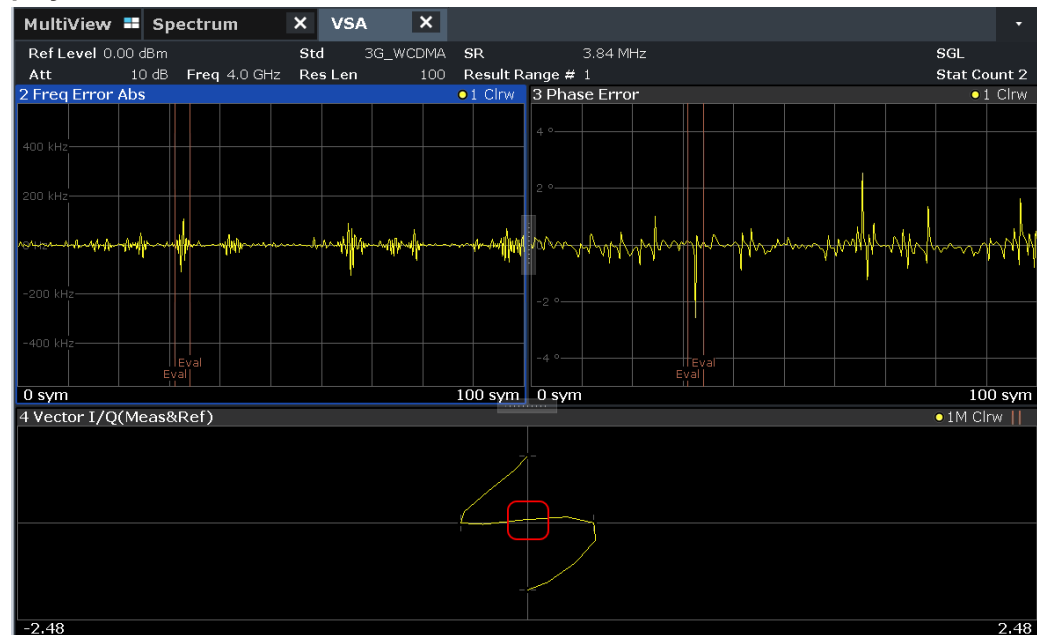 MultiView Spectrum X VSA X
Ref Level 0.00 dBm Std 3G_WCDMA SR 3.84 MHz SGL
Att 10 dB Freq 4.0 GHz Res Len 100 Result Range # 1 Stat Count 2
2 Freq Error Abs 1 Clrw
400 kHz
200 kHz
-200 kHz
-400 kHz
Eval
Eval
0 sym 100 sym
3 Phase Error 1 Clrw
4 °
2 °
-2 °
-4 °
Eval
Eval
0 sym 100 sym
4 Vector I/Q(Meas&Ref) 1M Clrw
-2.48 2.48